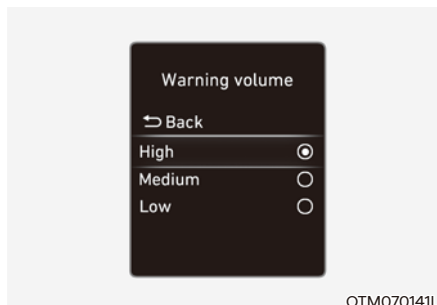 Warning volume
Back
High
Medium
Low
OTM070141L